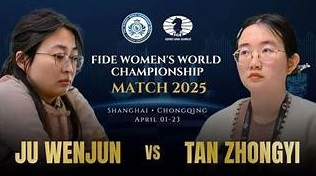 FIDE WOMEN'S WORLD
CHAMPIONSHIP
MATCH 2025
SHANGHAI • CHONGQING
APRIL 01-23
JU WENJUN VS TAN ZHONGYI